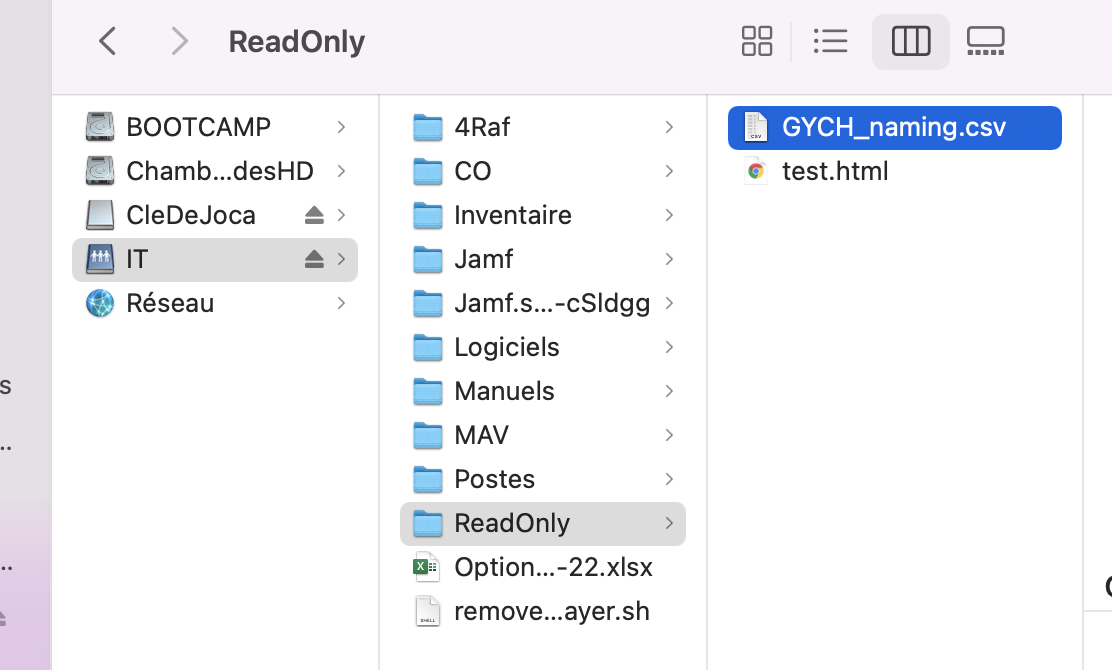 ReadOnly
BOOTCAMP
Chamb...desHD
CleDeJoca
IT
Réseau
4Raf
CO
Inventaire
Jamf
Jamf.s...-cSldgg
Logiciels
Manuels
MAV
Postes
ReadOnly
Option...-22.xlsx
remove...ayer.sh
GYCH_naming.csv
test.html